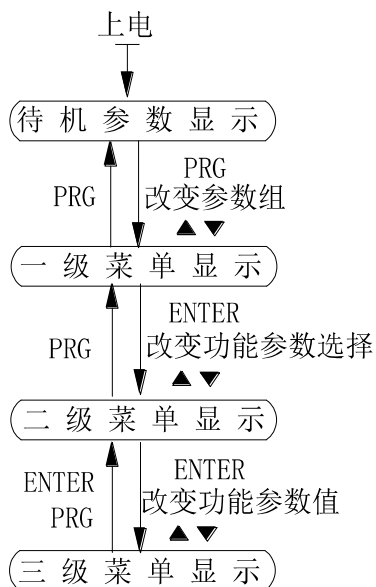 上电
待机参数显示
PRG
PRG
改变参数组
▲ ▼
一级菜单显示
PRG
ENTER
改变功能参数选择
▲ ▼
二级菜单显示
ENTER
PRG
ENTER
改变功能参数值
▲ ▼
三级菜单显示